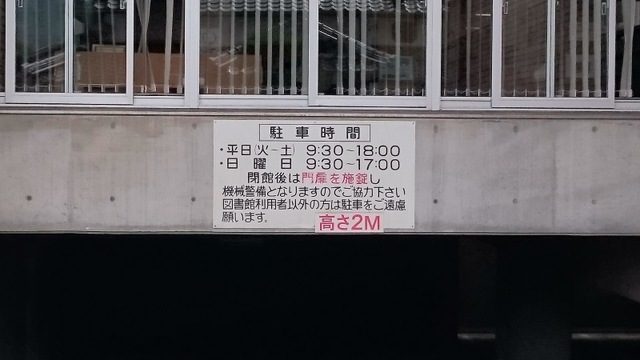 駐車時間
・平日(火~土) 9:30~18:00
・日曜日 9:30~17:00
閉館後は門扉を施錠し
機械警備となりますのでご協力下さい
図書館利用者以外の方は駐車をご遠慮
願います。
高さ2M